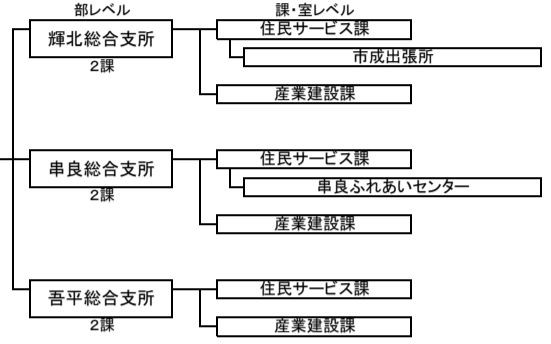 部レベル
課・室レベル
輝北総合支所
2課
住民サービス課
市成出張所
産業建設課
串良総合支所
2課
住民サービス課
串良ふれあいセンター
産業建設課
吾平総合支所
2課
住民サービス課
産業建設課